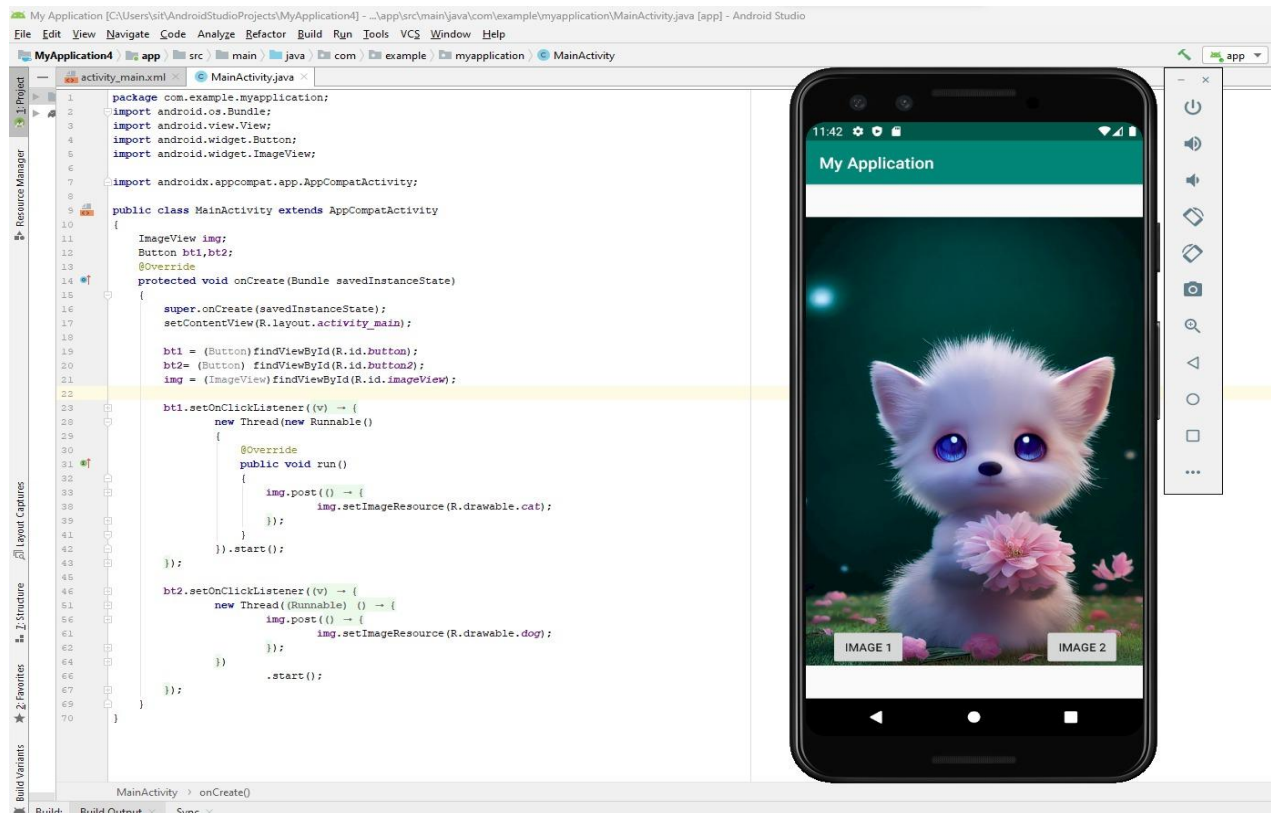 My Application [C:\Users\sit\AndroidStudioProjects\MyApplication4] - ...\app\src\main\java\com\example\myapplication\MainActivity.java [app] - Android Studio
File Edit View Navigate Code Analyze Refactor Build Run Tools VCS Window Help
MyApplication4 app src main java com example myapplication MainActivity app
activity_main.xml MainActivity.java
1: Project
Resource Manager
Layout Captures
7: Structure
2: Favorites
Build Variants
1 package com.example.myapplication;
2 import android.os.Bundle;
3 import android.view.View;
4 import android.widget.Button;
5 import android.widget.ImageView;
6
7 import androidx.appcompat.app.AppCompatActivity;
8
9 public class MainActivity extends AppCompatActivity
10 {
11 ImageView img;
12 Button bt1,bt2;
13 @Override
14 protected void onCreate(Bundle savedInstanceState)
15 {
16 super.onCreate(savedInstanceState);
17 setContentView(R.layout.activity_main);
18
19 bt1 = (Button)findViewById(R.id.button);
20 bt2= (Button) findViewById(R.id.button2);
21 img = (ImageView)findViewById(R.id.imageView);
22
23 bt1.setOnClickListener((v) → {
28 new Thread(new Runnable()
29 {
30 @Override
31 public void run()
32 {
33 img.post(() → {
38 img.setImageResource(R.drawable.cat);
39 });
41 }
42 }).start();
43 });
45
46 bt2.setOnClickListener((v) → {
51 new Thread((Runnable) () → {
56 img.post(() → {
61 img.setImageResource(R.drawable.dog);
62 });
64 })
66 .start();
67 });
69 }
70 }
MainActivity › onCreate()
Build: Build Output × Sync ×
11:42
My Application
IMAGE 1 IMAGE 2